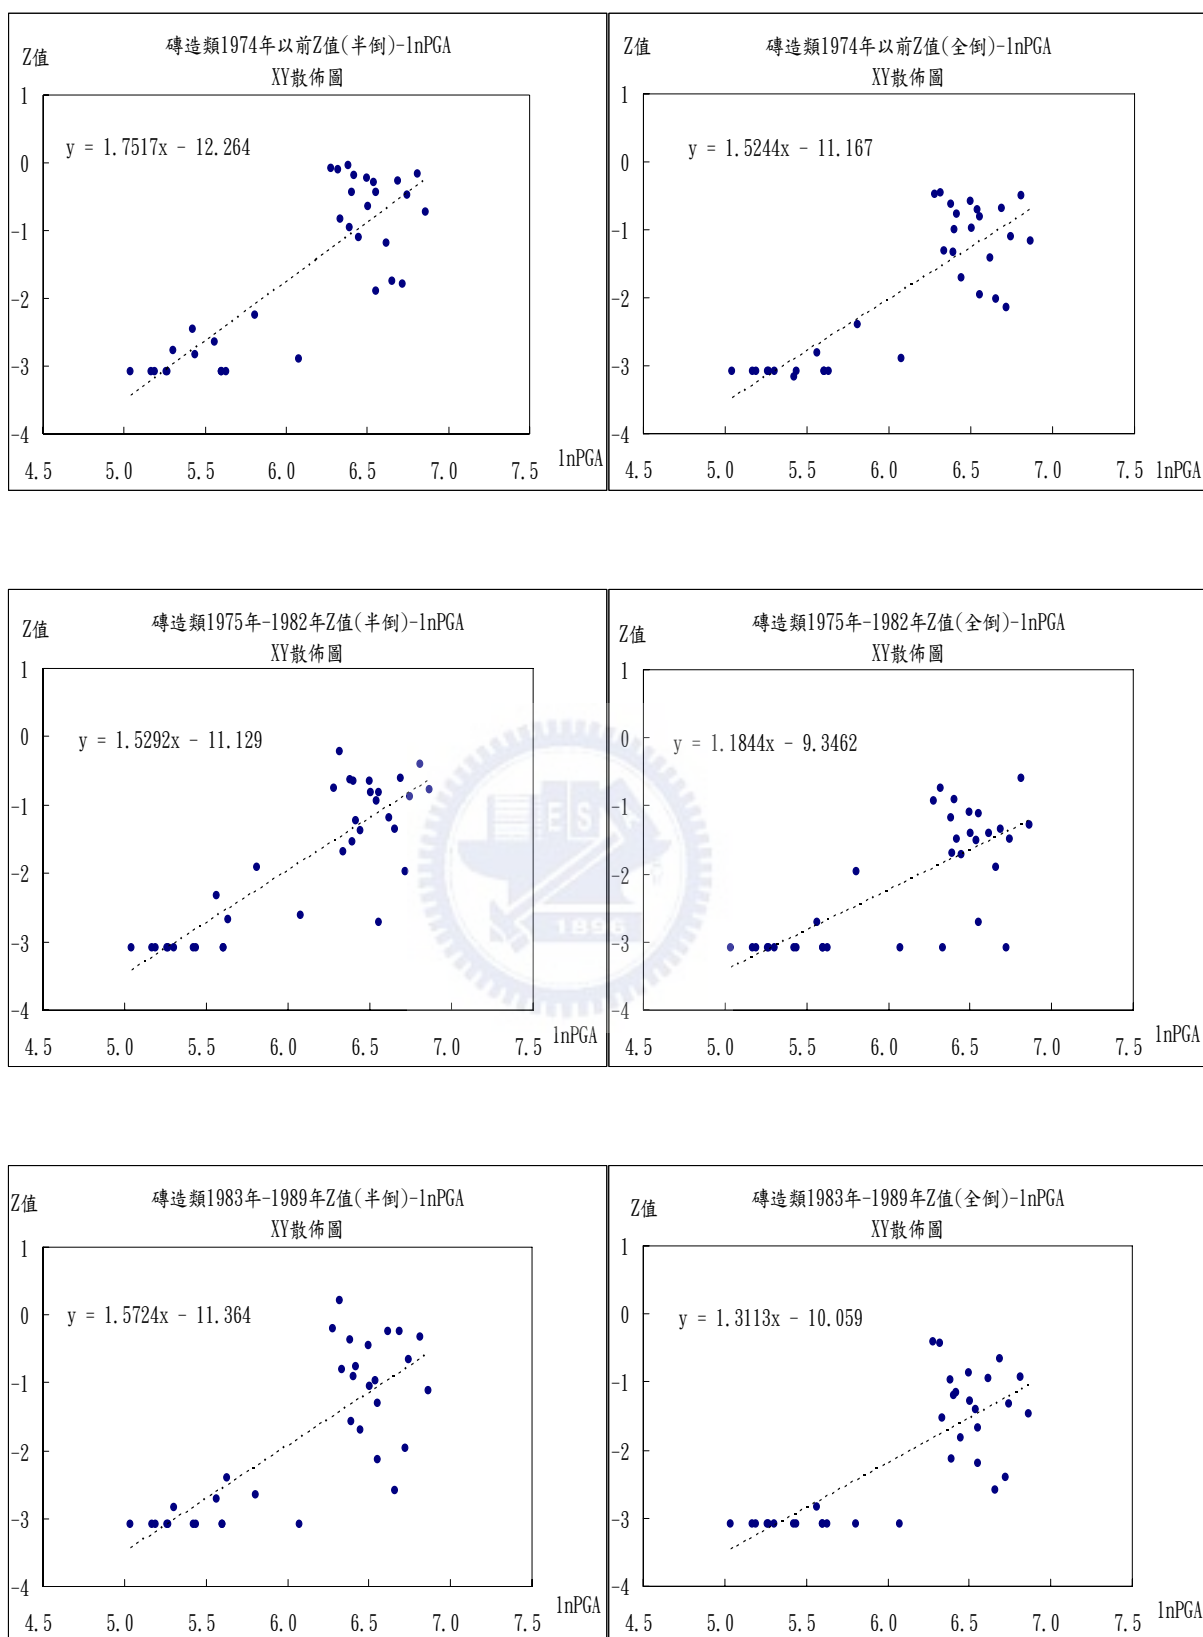 磚造類1974年以前Z值(半倒)-lnPGA
XY散佈圖
Z值
y = 1.7517x - 12.264
1
0
-1
-2
-3
-4
4.5 5.0 5.5 6.0 6.5 7.0 7.5
lnPGA
磚造類1974年以前Z值(全倒)-lnPGA
XY散佈圖
Z值
y = 1.5244x - 11.167
1
0
-1
-2
-3
-4
4.5 5.0 5.5 6.0 6.5 7.0 7.5
lnPGA
磚造類1975年-1982年Z值(半倒)-lnPGA
XY散佈圖
Z值
y = 1.5292x - 11.129
1
0
-1
-2
-3
-4
4.5 5.0 5.5 6.0 6.5 7.0 7.5
lnPGA
磚造類1975年-1982年Z值(全倒)-lnPGA
XY散佈圖
Z值
y = 1.1844x - 9.3462
1
0
-1
-2
-3
-4
4.5 5.0 5.5 6.0 6.5 7.0 7.5
lnPGA
ES
1896
磚造類1983年-1989年Z值(半倒)-lnPGA
XY散佈圖
Z值
y = 1.5724x - 11.364
1
0
-1
-2
-3
-4
4.5 5.0 5.5 6.0 6.5 7.0 7.5
lnPGA
磚造類1983年-1989年Z值(全倒)-lnPGA
XY散佈圖
Z值
y = 1.3113x - 10.059
1
0
-1
-2
-3
-4
4.5 5.0 5.5 6.0 6.5 7.0 7.5
lnPGA